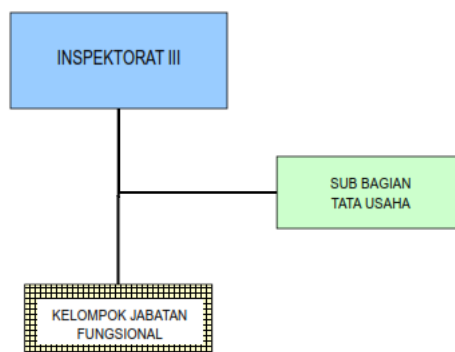 INSPEKTORAT III
SUB BAGIAN
TATA USAHA
KELOMPOK JABATAN
FUNGSIONAL